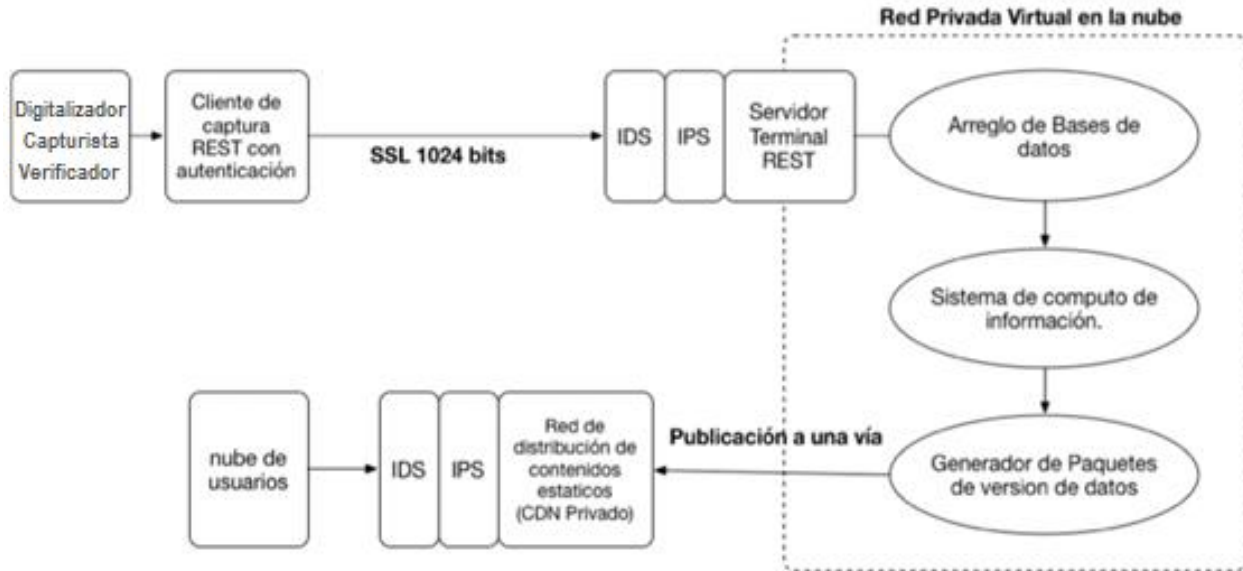 Red Privada Virtual en la nube
Digitalizador
Capturista
Verificador
Cliente de
captura
REST con
autenticación
SSL 1024 bits
IDS
IPS
Servidor
Terminal
REST
Arreglo de Bases de
datos
Sistema de computo de
información.
nube de
usuarios
IDS
IPS
Red de
distribución de
contenidos
estaticos
(CDN Privado)
Publicación a una vía
Generador de Paquetes
de version de datos